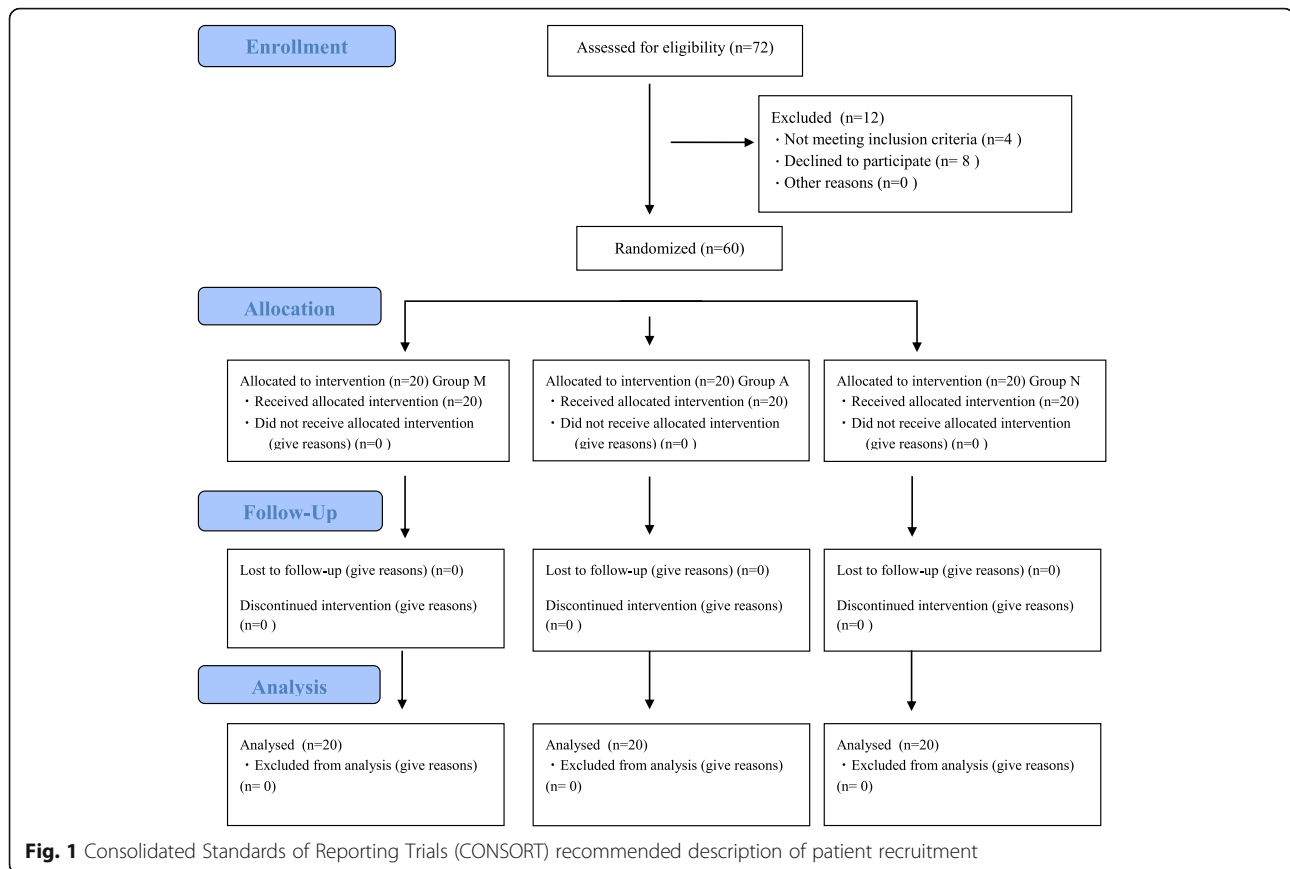 Enrollment
Assessed for eligibility (n=72)
Excluded (n=12)
· Not meeting inclusion criteria (n=4 )
· Declined to participate (n= 8 )
· Other reasons (n=0 )
Randomized (n=60)
Allocation
Allocated to intervention (n=20) Group M
· Received allocated intervention (n=20)
· Did not receive allocated intervention
(give reasons) (n=0 )
Allocated to intervention (n=20) Group A
· Received allocated intervention (n=20)
· Did not receive allocated intervention
(give reasons) (n=0 )
Allocated to intervention (n=20) Group N
· Received allocated intervention (n=20)
· Did not receive allocated intervention
(give reasons) (n=0 )
Follow-Up
Lost to follow-up (give reasons) (n=0)
Discontinued intervention (give reasons)
(n=0 )
Lost to follow-up (give reasons) (n=0)
Discontinued intervention (give reasons)
(n=0 )
Lost to follow-up (give reasons) (n=0)
Discontinued intervention (give reasons)
(n=0 )
Analysis
Analysed (n=20)
· Excluded from analysis (give reasons)
(n= 0)
Analysed (n=20)
· Excluded from analysis (give reasons)
(n= 0)
Analysed (n=20)
· Excluded from analysis (give reasons)
(n= 0)
Fig. 1 Consolidated Standards of Reporting Trials (CONSORT) recommended description of patient recruitment